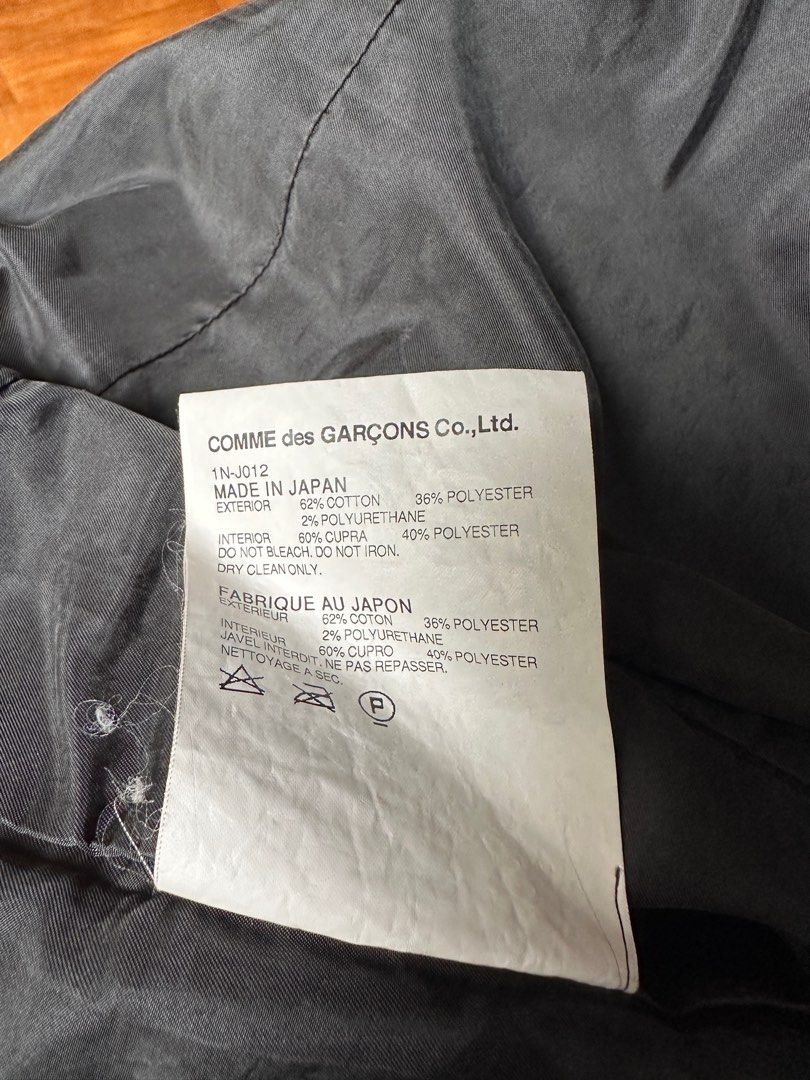 COMME des GARÇONS Co.,Ltd.
1N-J012
MADE IN JAPAN
EXTERIOR 62% COTTON 36% POLYESTER
2% POLYURETHANE
INTERIOR 60% CUPRA 40% POLYESTER
DO NOT BLEACH. DO NOT IRON.
DRY CLEAN ONLY.
FABRIQUE AU JAPON
EXTERIEUR 62% COTON 36% POLYESTER
2% POLYURETHANE
INTERIEUR 60% CUPRO 40% POLYESTER
JAVEL INTERDIT. NE PAS REPASSER.
NETTOYAGE A SEC.
P